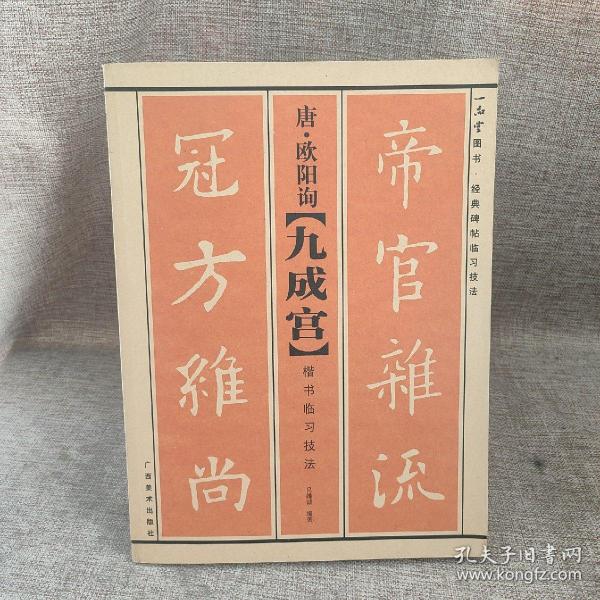 一品堂图书·经典碑帖临习技法
帝官雜流
唐·欧阳询
【九成宫】
楷书临习技法
编著
冠方維尚
广西美术出版社
孔夫子旧书网
www.kongfz.com